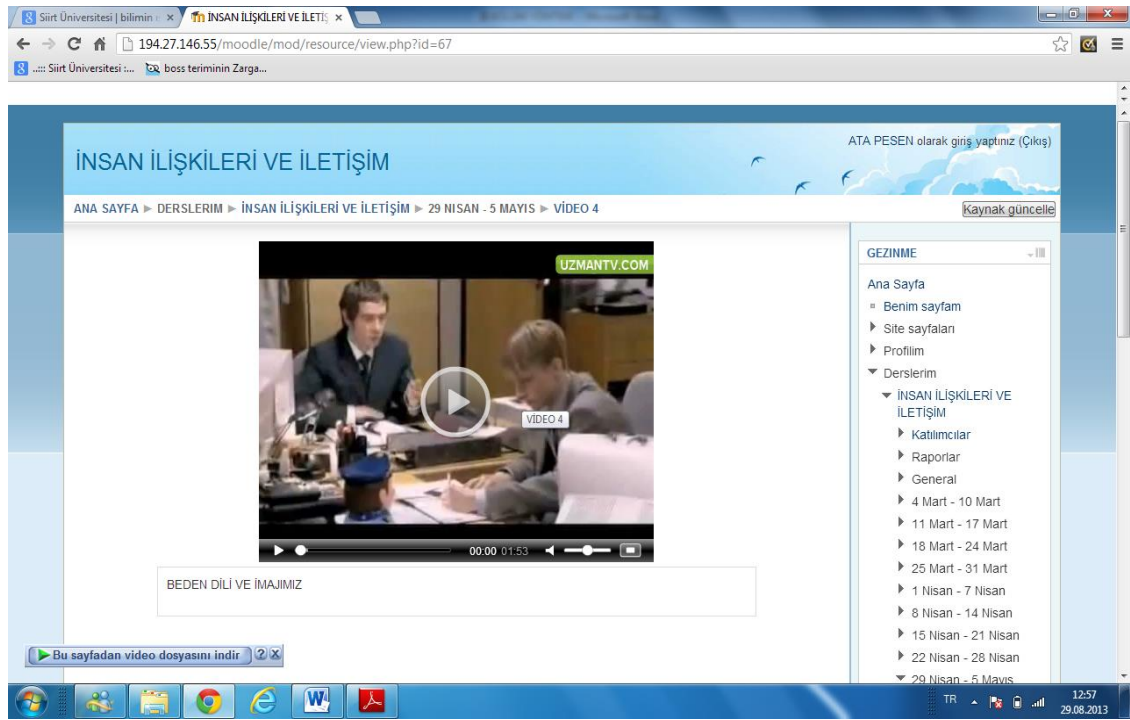 Siirt Üniversitesi | bilimin
İNSAN İLİŞKİLERİ VE İLETİŞ
194.27.146.55/moodle/mod/resource/view.php?id=67
..::: Siirt Üniversitesi :...
boss teriminin Zarga...
ATA PESEN olarak giriş yaptınız (Çıkış)
İNSAN İLİŞKİLERİ VE İLETİŞİM
ANA SAYFA ► DERSLERIM ► İNSAN İLİŞKİLERİ VE İLETİŞİM ► 29 NISAN - 5 MAYIS ► VİDEO 4
Kaynak güncelle
UZMANTV.COM
VİDEO 4
00:00 01:53
BEDEN DİLİ VE İMAJIMIZ
GEZINME
Ana Sayfa
Benim sayfam
Site sayfaları
Profilim
Derslerim
İNSAN İLİŞKİLERİ VE
İLETİŞİM
Katılımcılar
Raporlar
General
4 Mart - 10 Mart
11 Mart - 17 Mart
18 Mart - 24 Mart
25 Mart - 31 Mart
1 Nisan - 7 Nisan
8 Nisan - 14 Nisan
15 Nisan - 21 Nisan
22 Nisan - 28 Nisan
29 Nisan - 5 Mayıs
Bu sayfadan video dosyasını indir
TR
12:57
29.08.2013